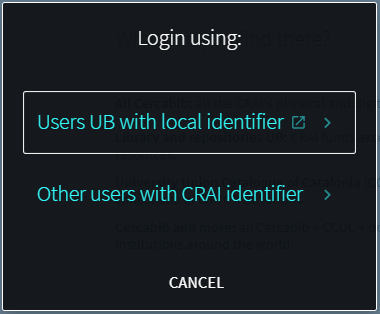 Login using:
Users UB with local identifier
Other users with CRAI identifier
CANCEL